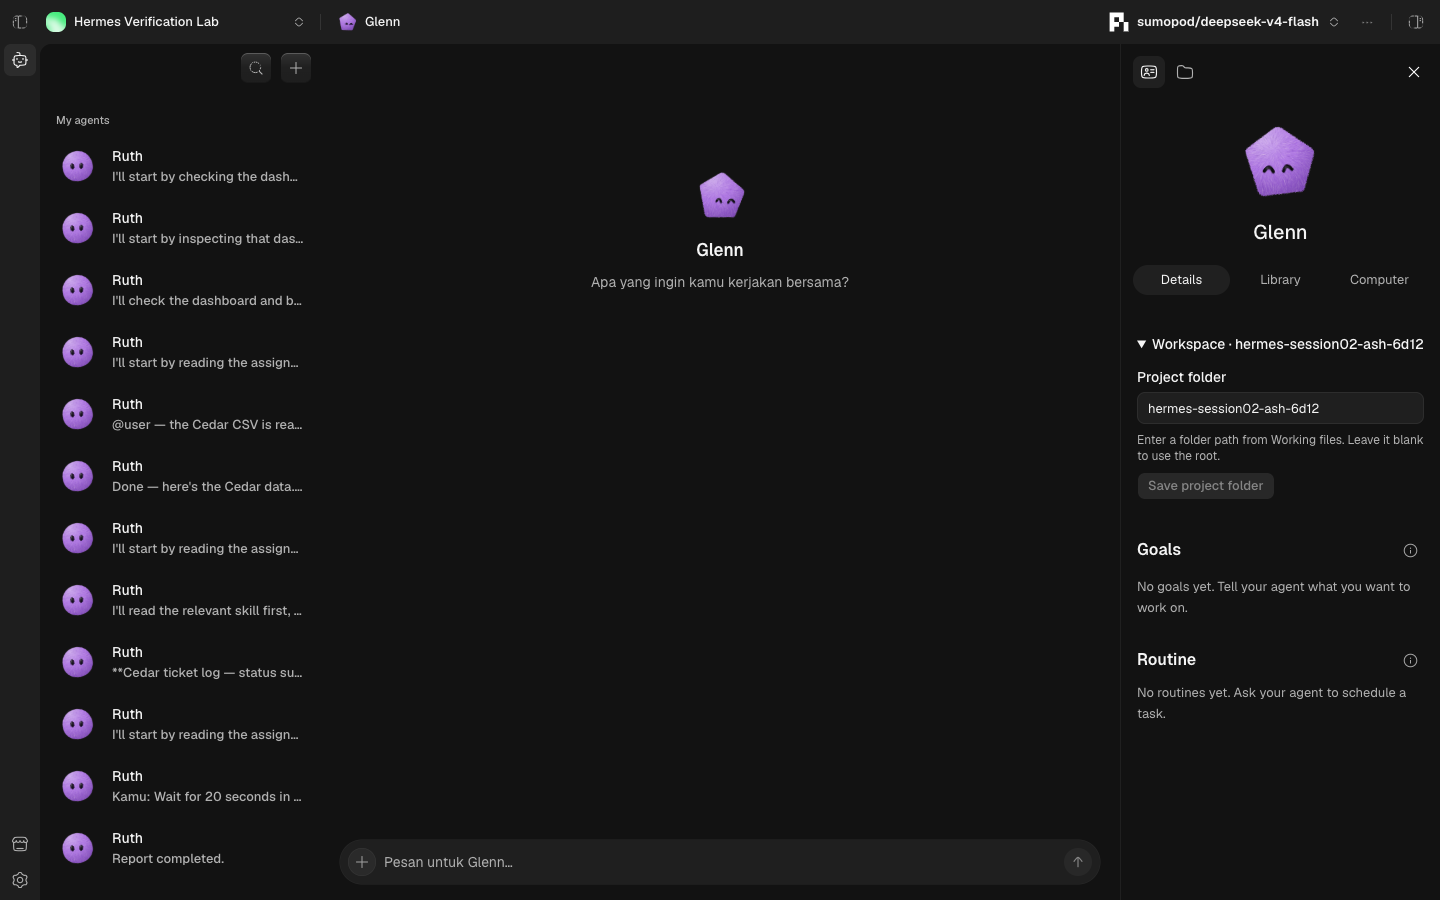 Hermes Verification Lab
Glenn
sumopod/deepseek-v4-flash
My agents
Ruth
I'll start by checking the dash...
Ruth
I'll start by inspecting that das...
Ruth
I'll check the dashboard and b...
Ruth
I'll start by reading the assign...
Ruth
@user — the Cedar CSV is rea...
Ruth
Done — here's the Cedar data....
Ruth
I'll start by reading the assign...
Ruth
I'll read the relevant skill first, ...
Ruth
**Cedar ticket log — status su...
Ruth
I'll start by reading the assign...
Ruth
Kamu: Wait for 20 seconds in ...
Ruth
Report completed.
Glenn
Apa yang ingin kamu kerjakan bersama?
Pesan untuk Glenn...
Glenn
Details
Library
Computer
▼ Workspace · hermes-session02-ash-6d12
Project folder
hermes-session02-ash-6d12
Enter a folder path from Working files. Leave it blank
to use the root.
Save project folder
Goals
No goals yet. Tell your agent what you want to
work on.
Routine
No routines yet. Ask your agent to schedule a
task.